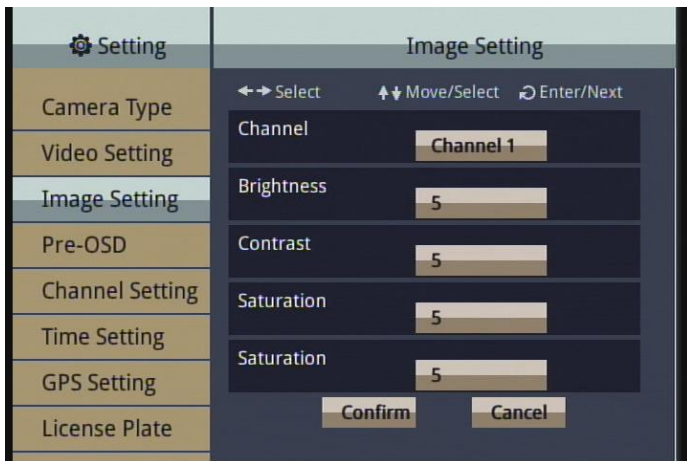 Setting
Image Setting
Camera Type
Video Setting
Image Setting
Pre-OSD
Channel Setting
Time Setting
GPS Setting
License Plate
Select Move/Select Enter/Next
Channel Channel 1
Brightness 5
Contrast 5
Saturation 5
Saturation 5
Confirm Cancel